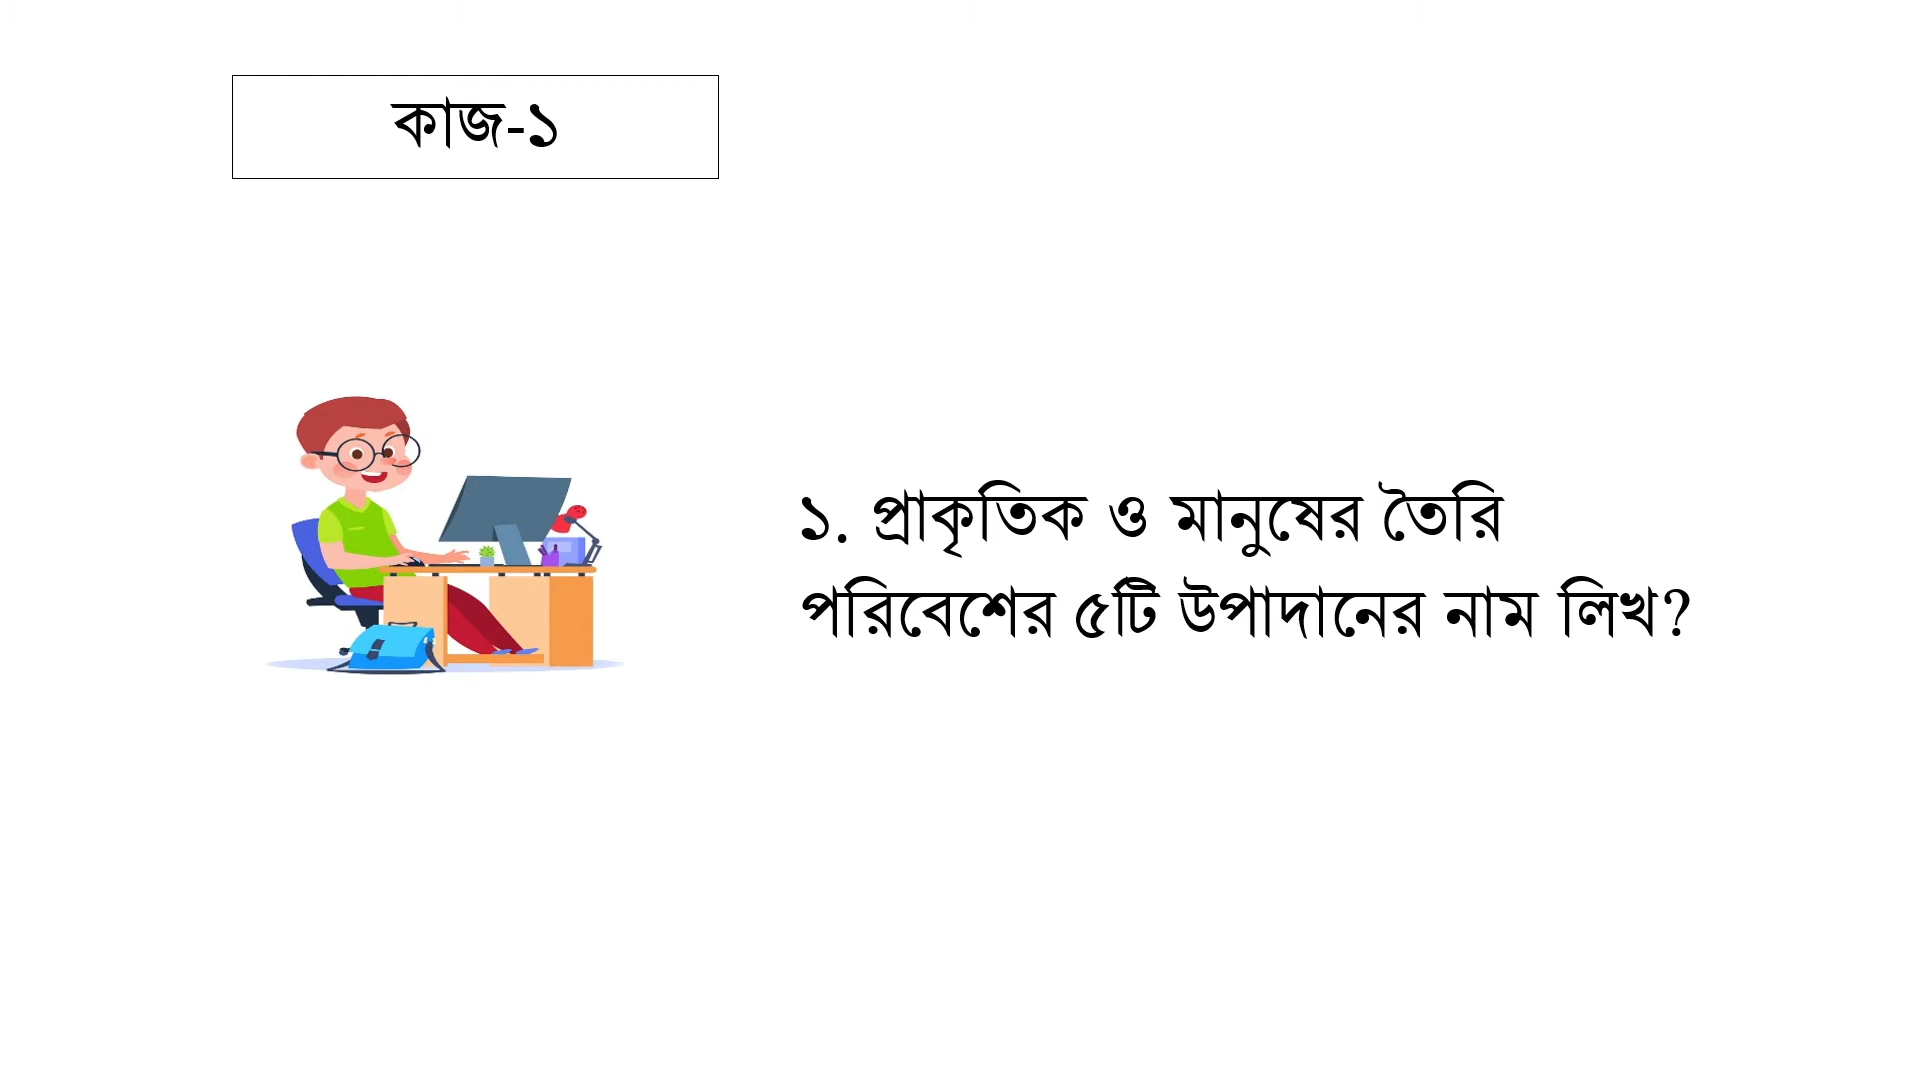 কাজ-১
১. প্রাকৃতিক ও মানুষের তৈরি
পরিবেশের ৫টি উপাদানের নাম লিখ?